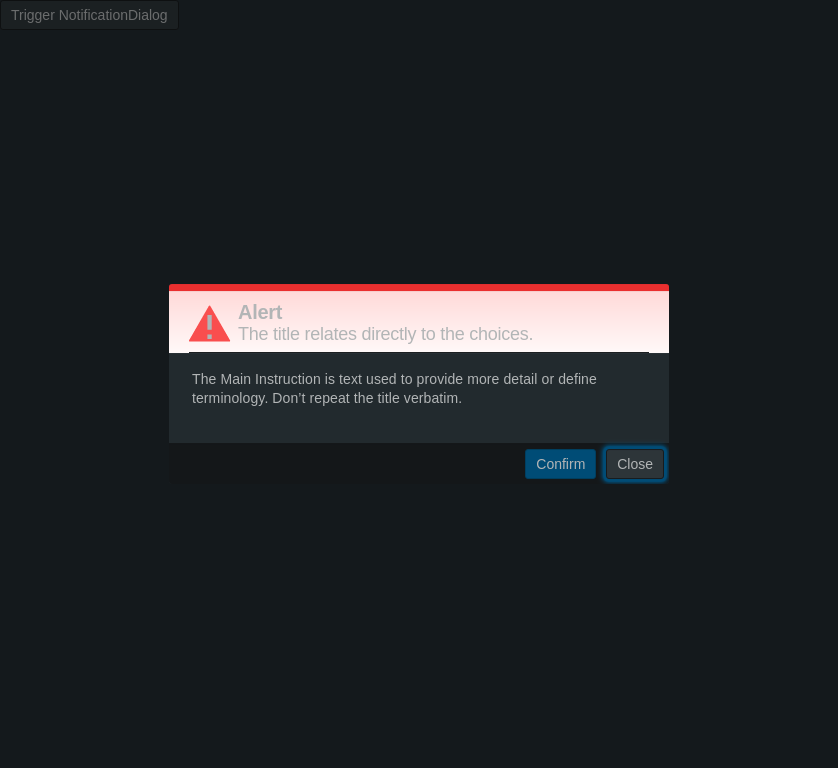 Trigger NotificationDialog
Alert
The title relates directly to the choices.
The Main Instruction is text used to provide more detail or define
terminology. Don’t repeat the title verbatim.
Confirm
Close